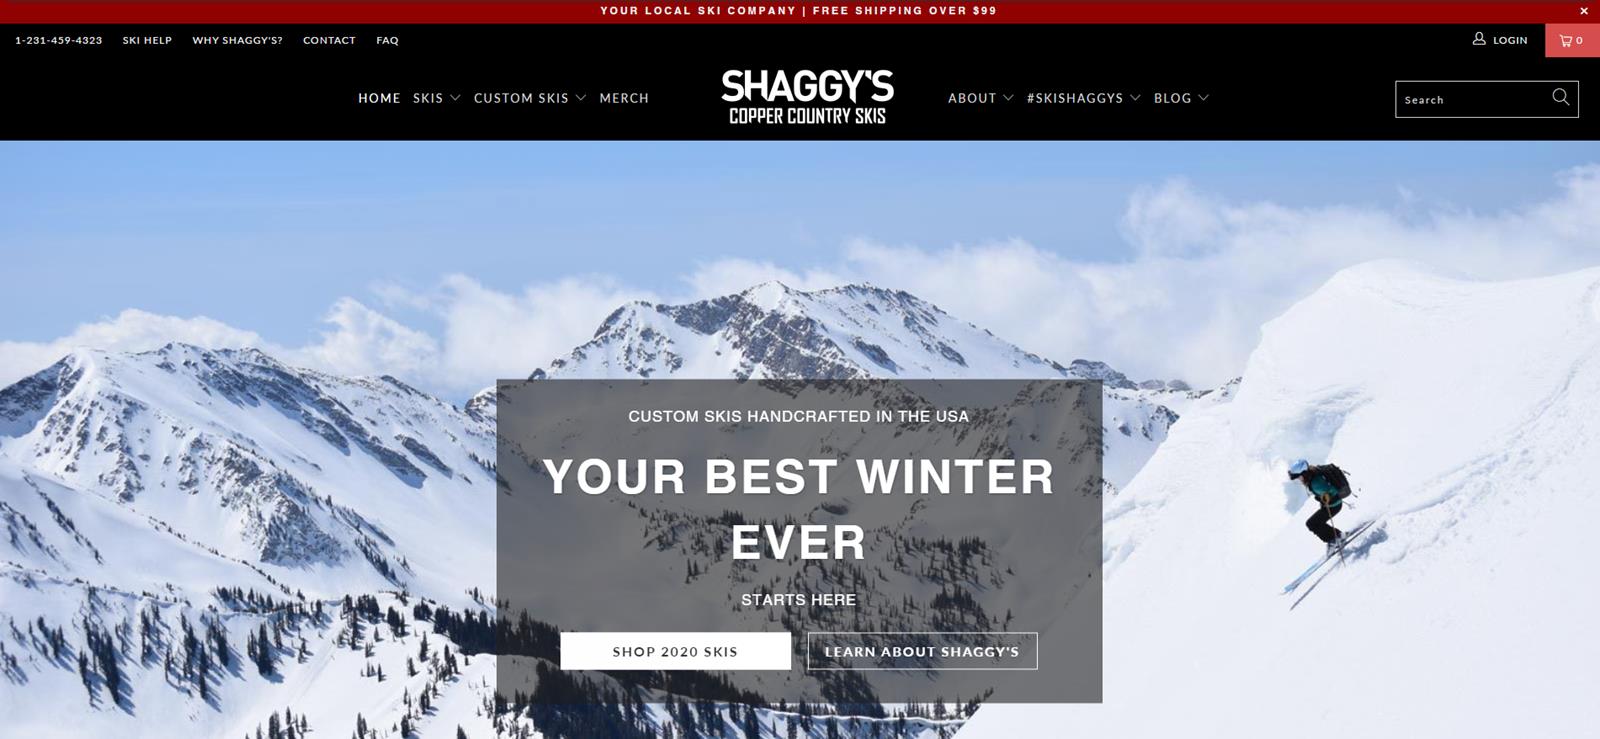 YOUR LOCAL SKI COMPANY | FREE SHIPPING OVER $99
1-231-459-4323 SKI HELP WHY SHAGGY'S? CONTACT FAQ LOGIN 0
HOME SKIS CUSTOM SKIS MERCH
SHAGGY'S
COPPER COUNTRY SKIS
ABOUT #SKISHAGGYS BLOG
Search
CUSTOM SKIS HANDCRAFTED IN THE USA
YOUR BEST WINTER
EVER
STARTS HERE
SHOP 2020 SKIS LEARN ABOUT SHAGGY'S